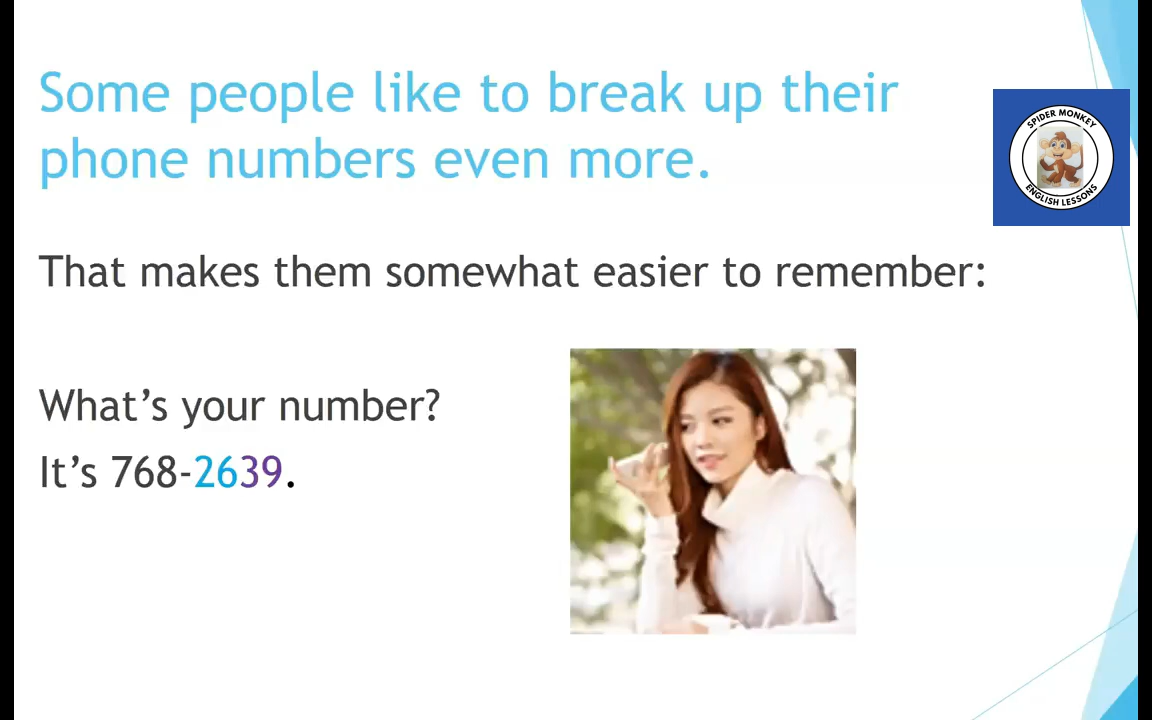 Some people like to break up their
phone numbers even more.
SPIDER MONKEY
ENGLISH LESSONS
That makes them somewhat easier to remember:
What’s your number?
It’s 768-2639.